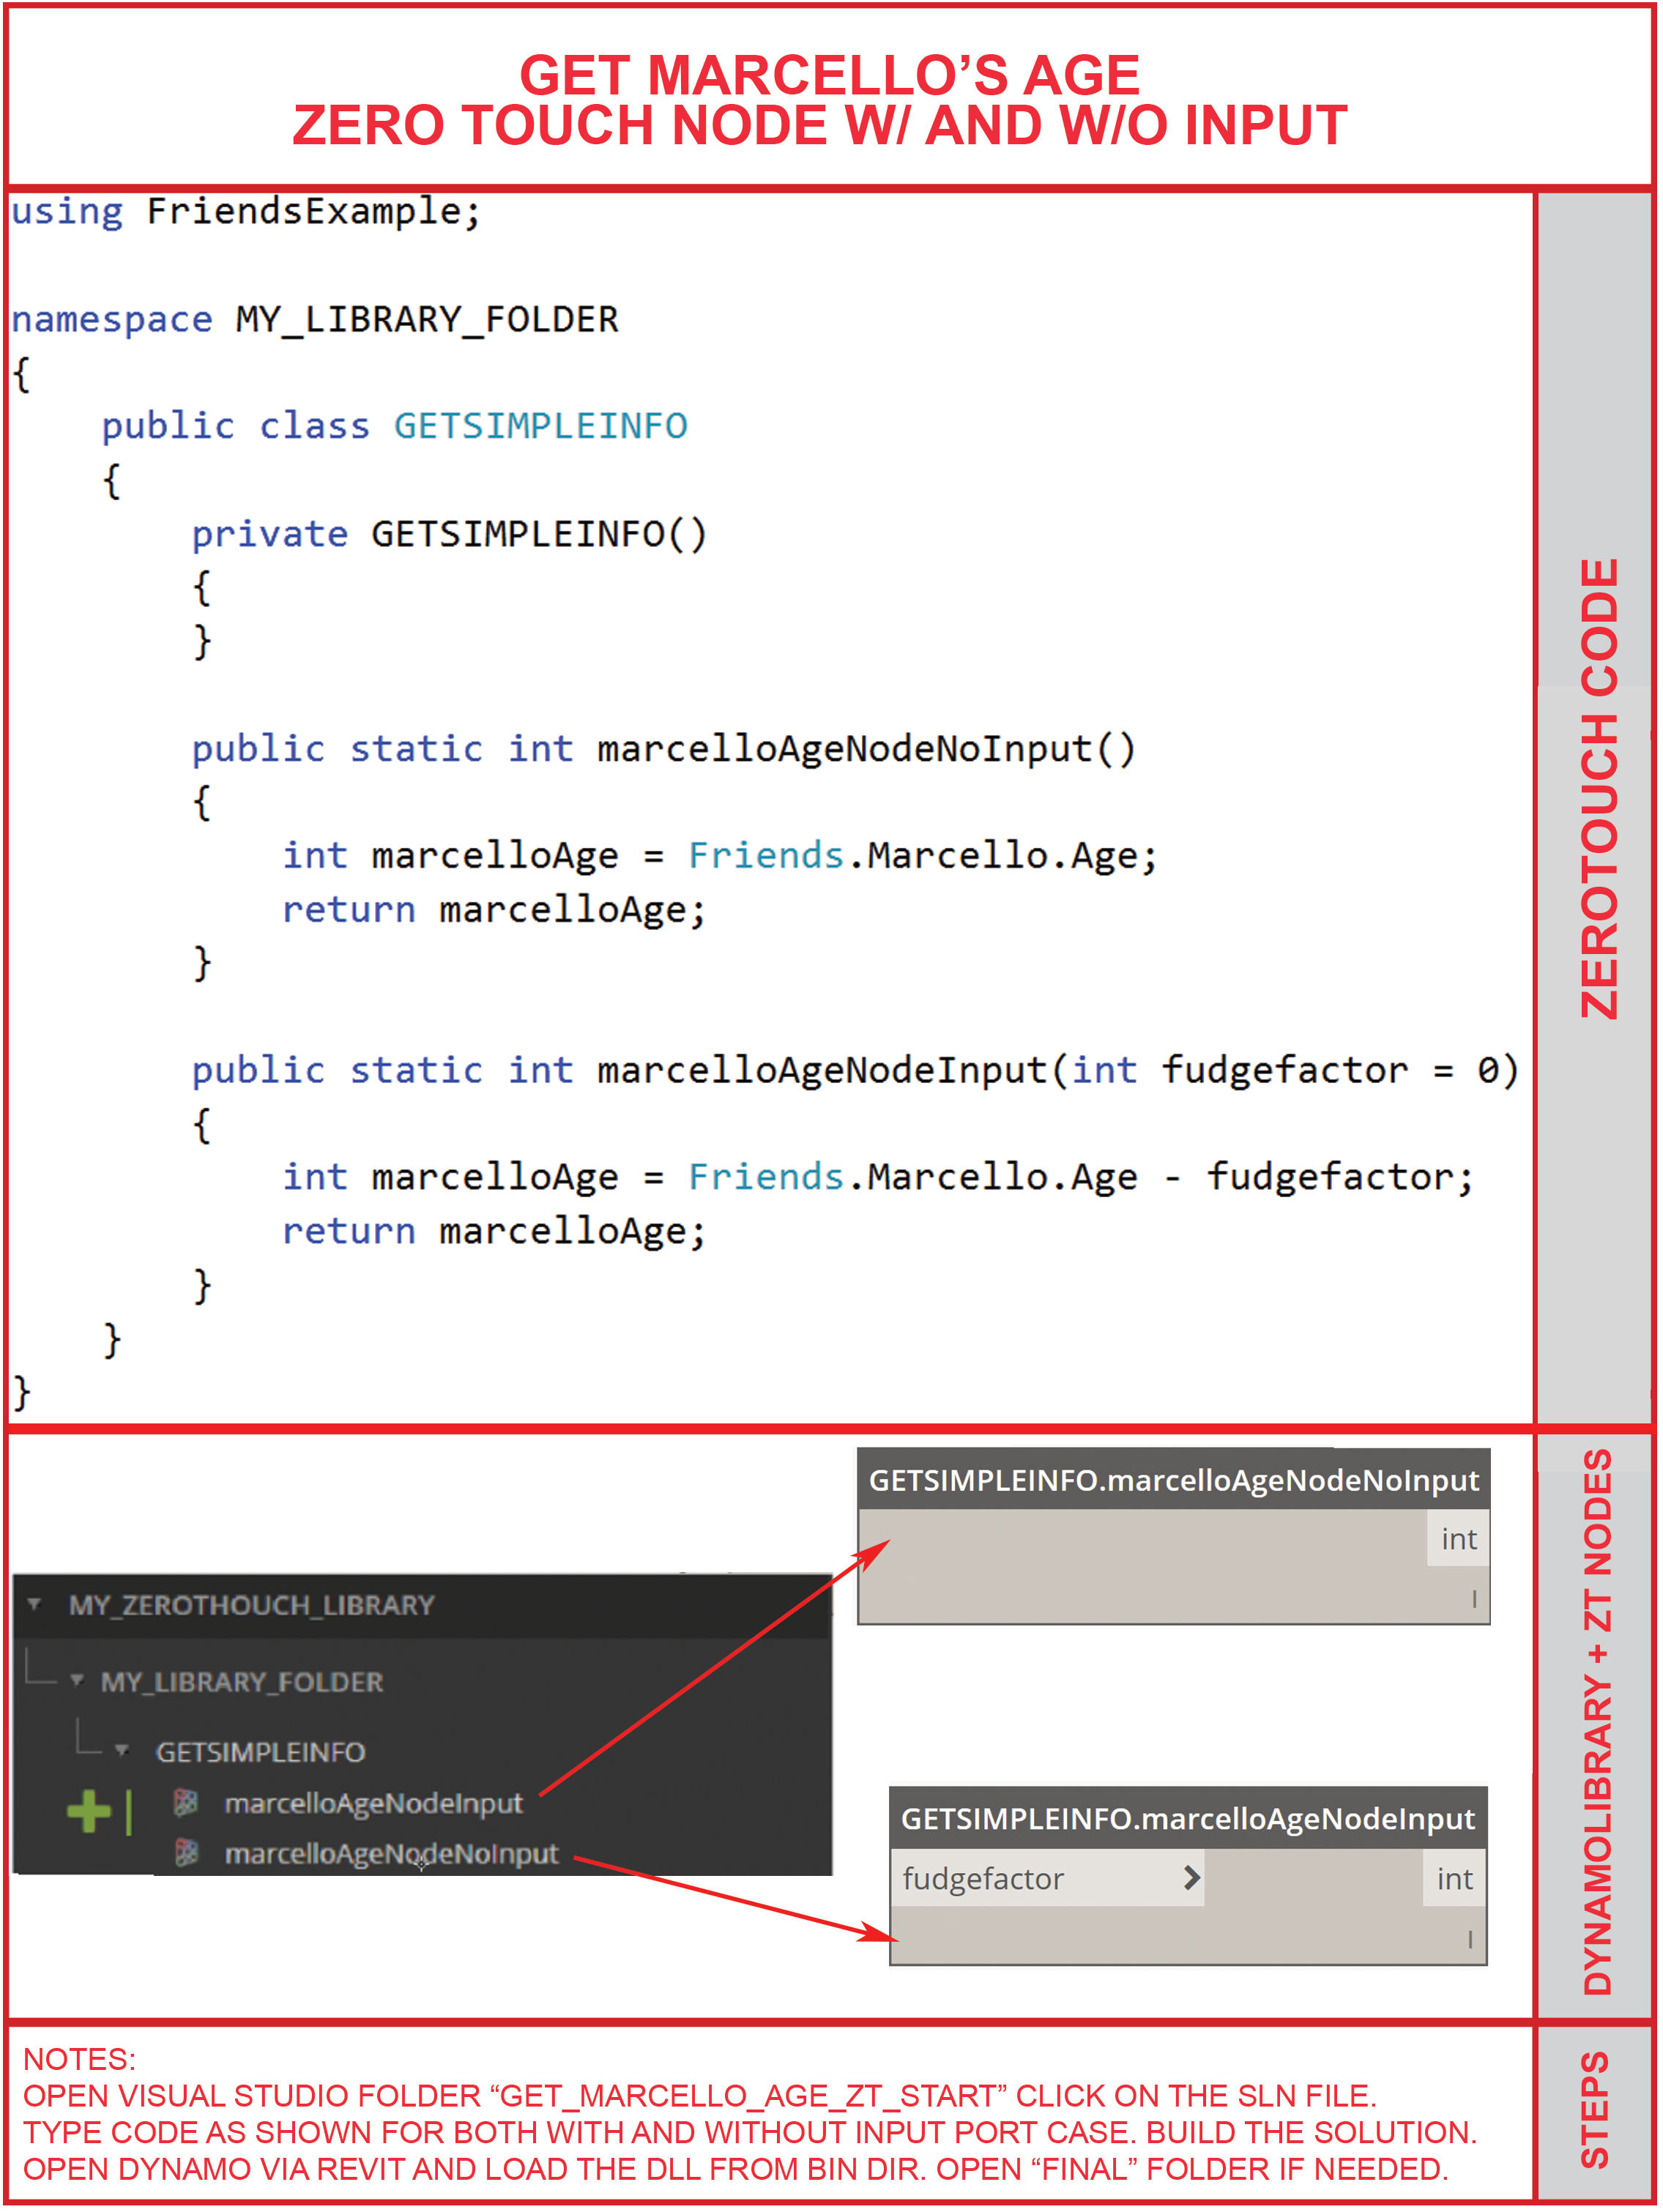 GET MARCELLO’S AGE
ZERO TOUCH NODE W/ AND W/O INPUT
using FriendsExample;
namespace MY_LIBRARY_FOLDER
{
public class GETSIMPLEINFO
{
private GETSIMPLEINFO()
{
}
public static int marcelloAgeNodeNoInput()
{
int marcelloAge = Friends.Marcello.Age;
return marcelloAge;
}
public static int marcelloAgeNodeInput(int fudgefactor = 0)
{
int marcelloAge = Friends.Marcello.Age - fudgefactor;
return marcelloAge;
}
}
}
ZEROTOUCH CODE
MY_ZEROTHOUCH_LIBRARY
MY_LIBRARY_FOLDER
GETSIMPLEINFO
marcelloAgeNodeInput
marcelloAgeNodeNoInput
GETSIMPLEINFO.marcelloAgeNodeNoInput
int
l
GETSIMPLEINFO.marcelloAgeNodeInput
fudgefactor >
int
l
DYNAMOLIBRARY + ZT NODES
NOTES:
OPEN VISUAL STUDIO FOLDER “GET_MARCELLO_AGE_ZT_START” CLICK ON THE SLN FILE.
TYPE CODE AS SHOWN FOR BOTH WITH AND WITHOUT INPUT PORT CASE. BUILD THE SOLUTION.
OPEN DYNAMO VIA REVIT AND LOAD THE DLL FROM BIN DIR. OPEN “FINAL” FOLDER IF NEEDED.
STEPS